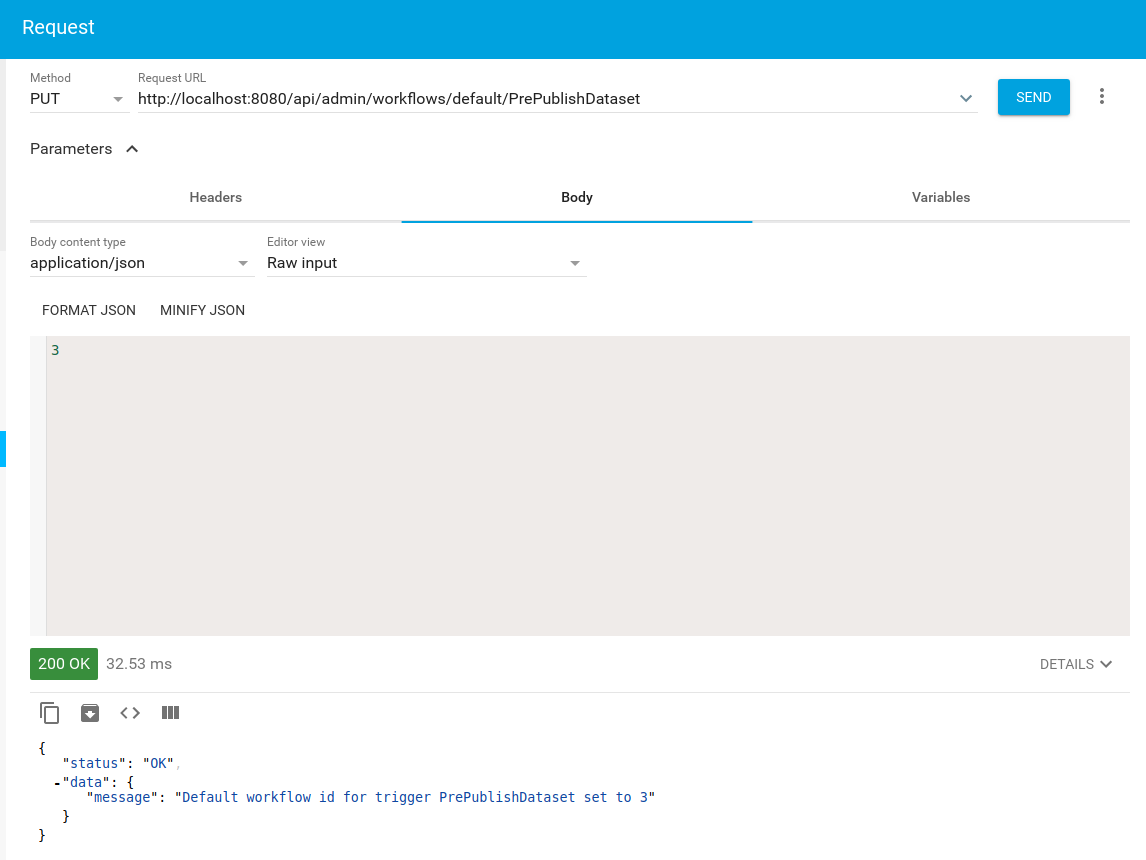 Request
Method
Request URL
PUT
http://localhost:8080/api/admin/workflows/default/PrePublishDataset
SEND
Parameters
Headers
Body
Variables
Body content type
Editor view
application/json
Raw input
FORMAT JSON
MINIFY JSON
3
200 OK
32.53 ms
DETAILS
{
"status": "OK",
-"data": {
"message": "Default workflow id for trigger PrePublishDataset set to 3"
}
}